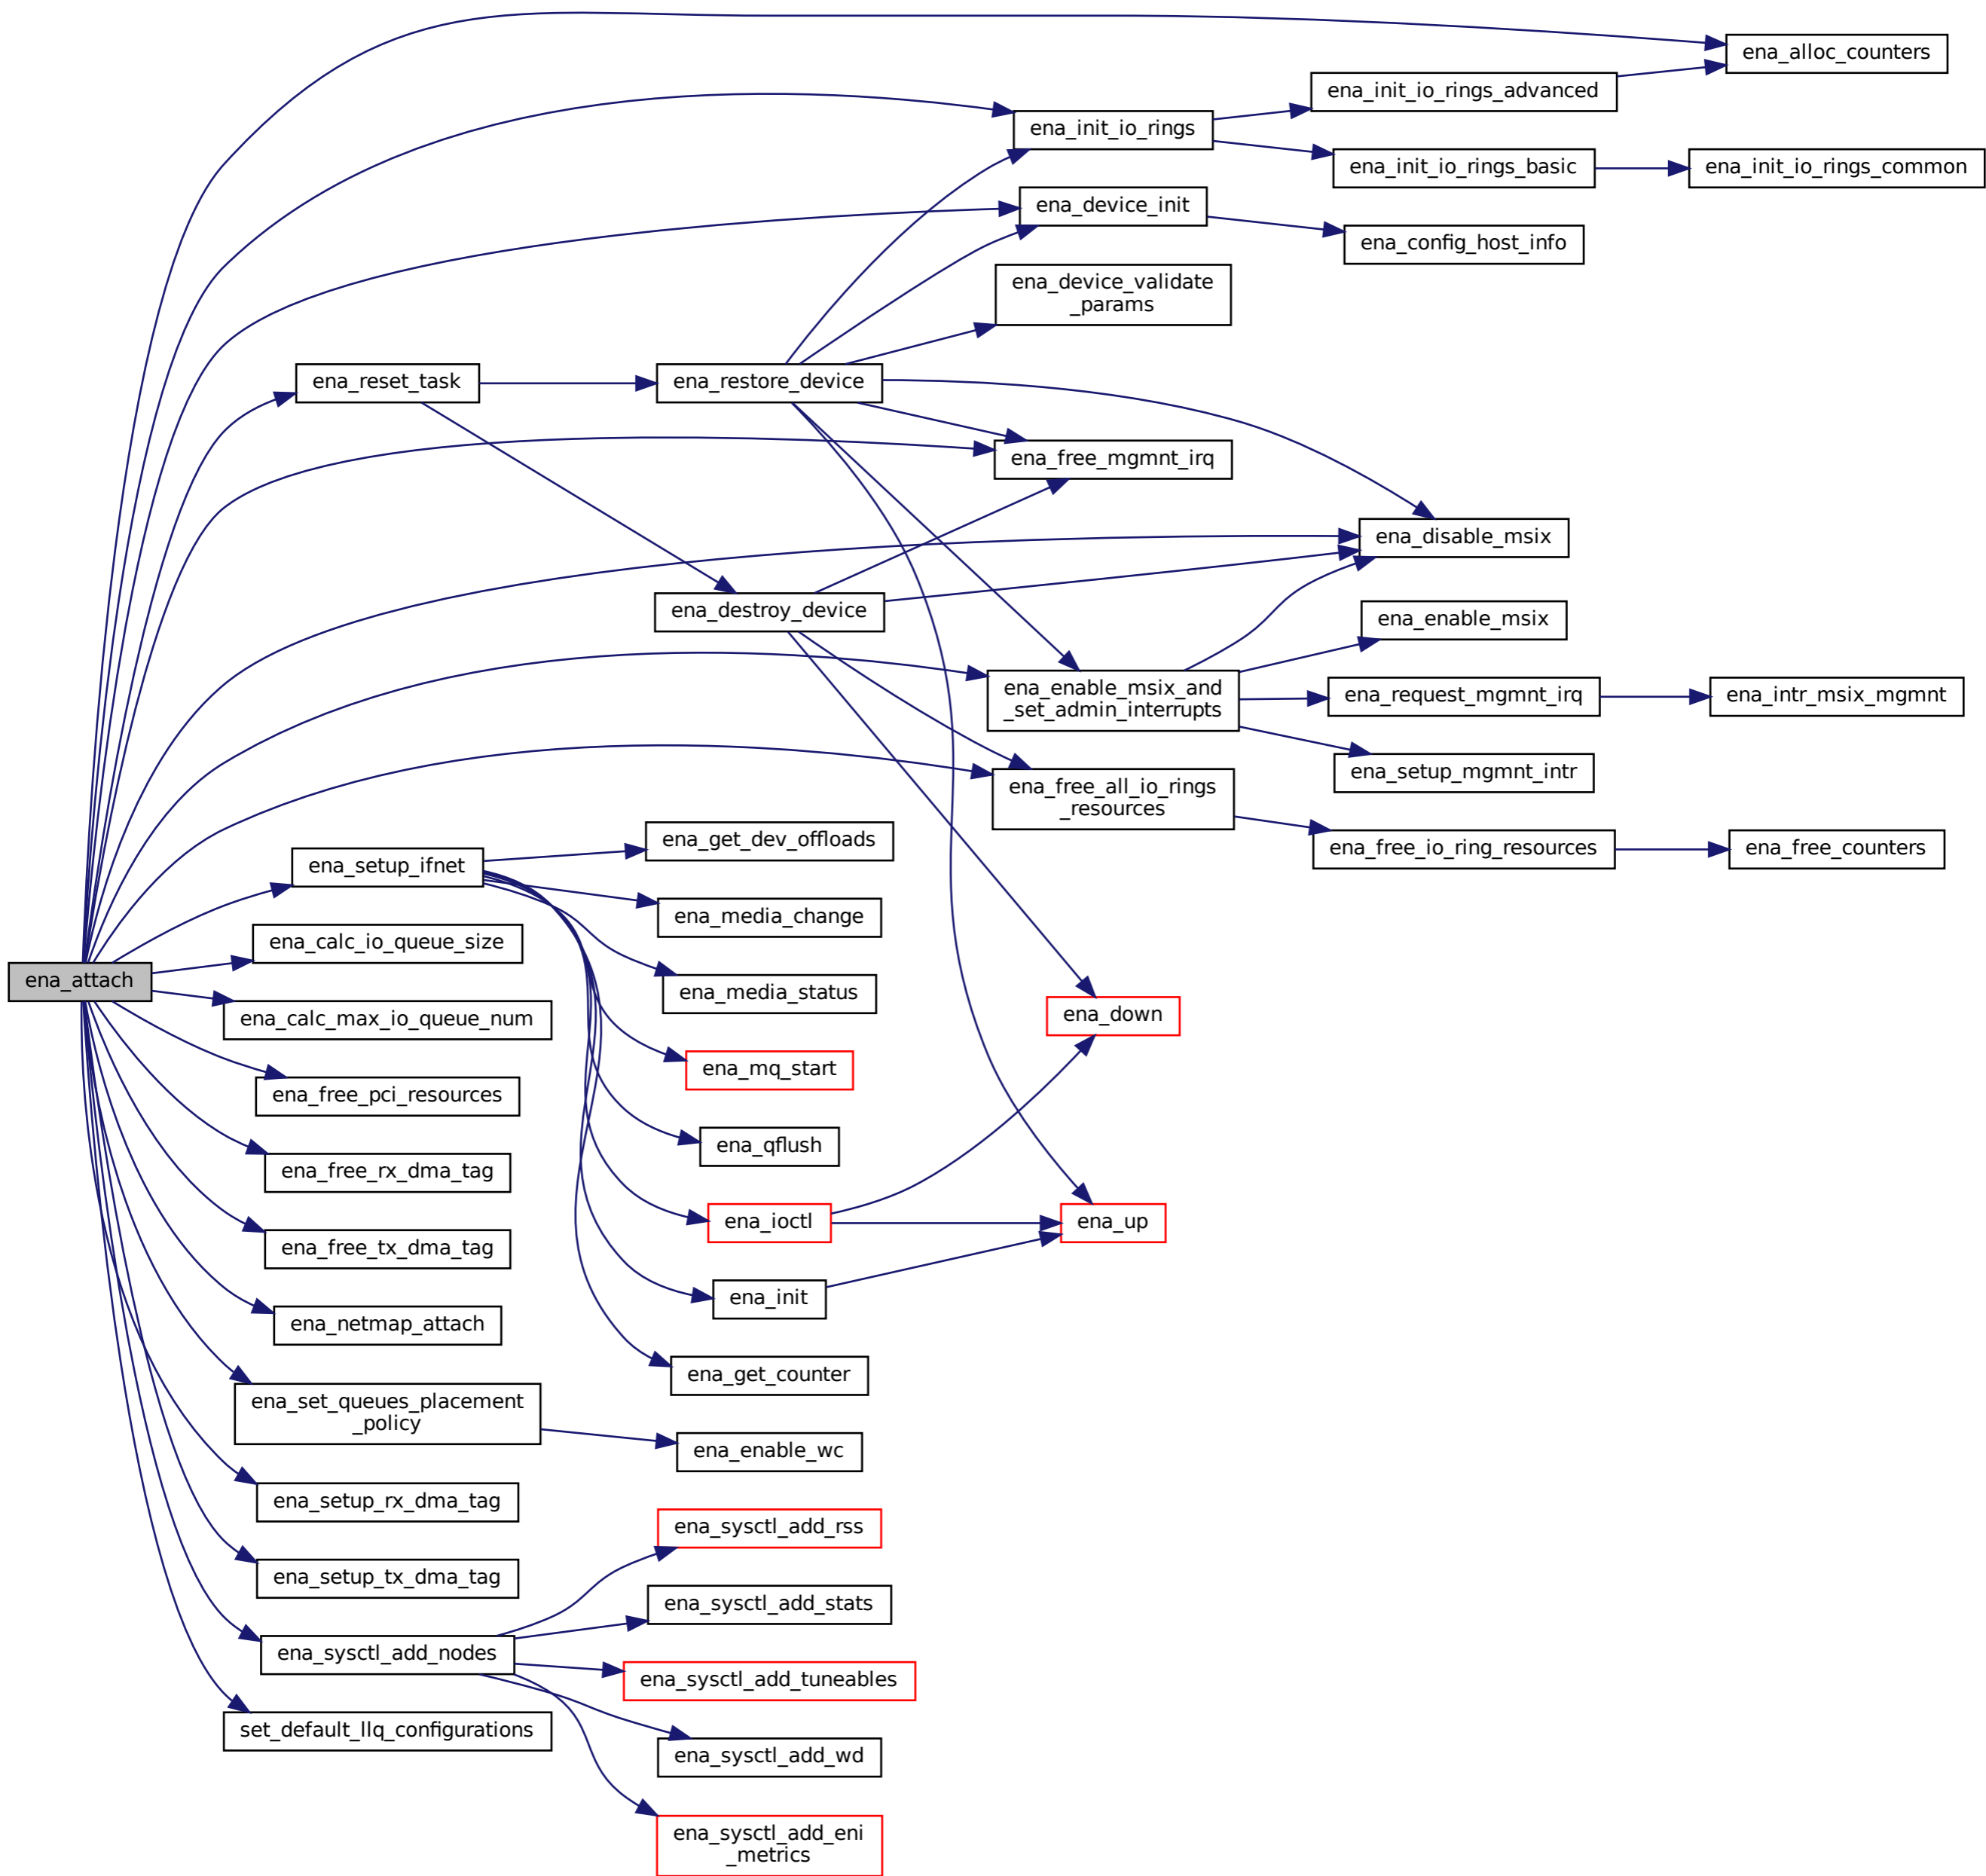 ena_alloc_counters
ena_init_io_rings_advanced
ena_init_io_rings
ena_init_io_rings_basic
ena_init_io_rings_common
ena_device_init
ena_config_host_info
ena_device_validate
_params
ena_reset_task
ena_restore_device
ena_free_mgmnt_irq
ena_disable_msix
ena_destroy_device
ena_enable_msix
ena_enable_msix_and
_set_admin_interrupts
ena_request_mgmnt_irq
ena_intr_msix_mgmnt
ena_setup_mgmnt_intr
ena_free_all_io_rings
_resources
ena_get_dev_offloads
ena_setup_ifnet
ena_free_io_ring_resources
ena_free_counters
ena_media_change
ena_calc_io_queue_size
ena_attach
ena_media_status
ena_calc_max_io_queue_num
ena_down
ena_mq_start
ena_free_pci_resources
ena_qflush
ena_free_rx_dma_tag
ena_ioctl
ena_up
ena_free_tx_dma_tag
ena_init
ena_netmap_attach
ena_get_counter
ena_set_queues_placement
_policy
ena_enable_wc
ena_setup_rx_dma_tag
ena_sysctl_add_rss
ena_setup_tx_dma_tag
ena_sysctl_add_stats
ena_sysctl_add_nodes
ena_sysctl_add_tuneables
set_default_llq_configurations
ena_sysctl_add_wd
ena_sysctl_add_eni
_metrics